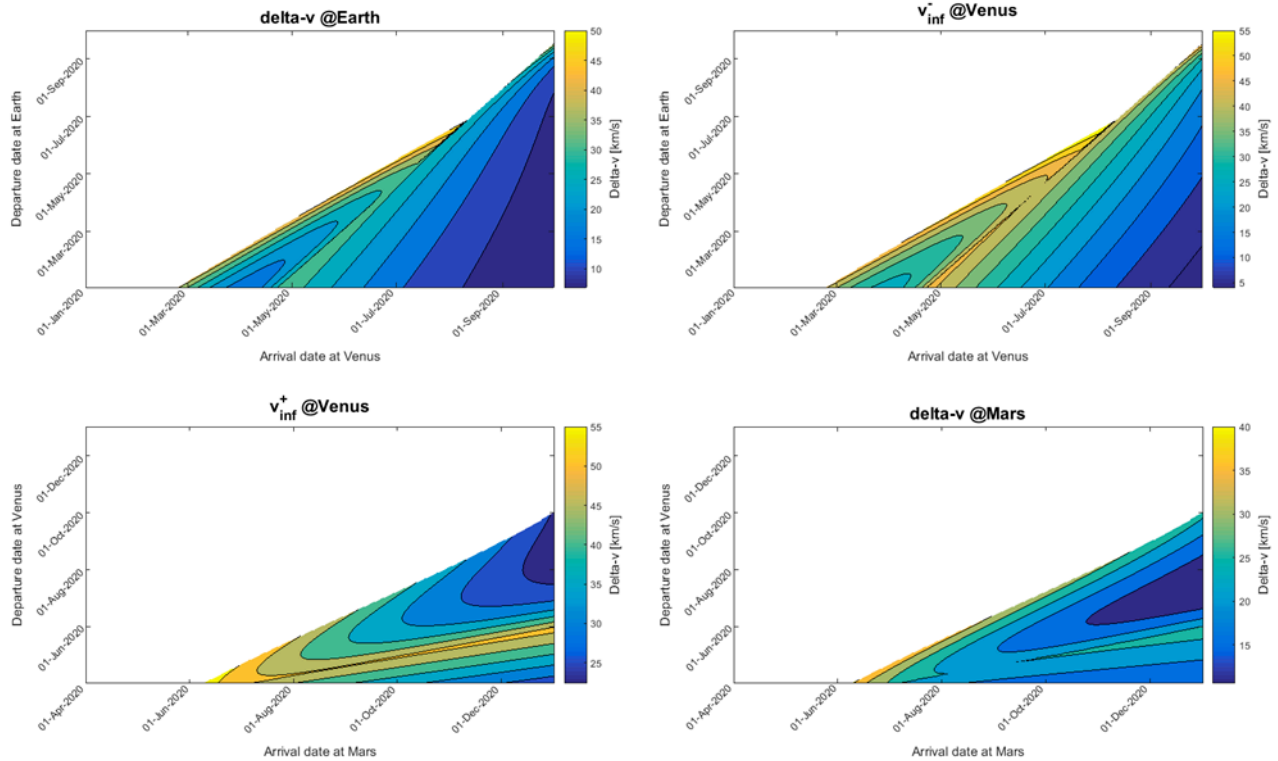 delta-v @Earth
50
45
40
35
30
25
20
15
10
Delta-v [km/s]
01-Sep-2020
01-Jul-2020
01-May-2020
01-Mar-2020
01-Jan-2020
Departure date at Earth
01-Mar-2020
01-May-2020
01-Jul-2020
01-Sep-2020
Arrival date at Venus
v-inf @Venus
55
50
45
40
35
30
25
20
15
10
5
Delta-v [km/s]
01-Sep-2020
01-Jul-2020
01-May-2020
01-Mar-2020
01-Jan-2020
Departure date at Earth
01-Mar-2020
01-May-2020
01-Jul-2020
01-Sep-2020
Arrival date at Venus
v+inf @Venus
55
50
45
40
35
30
25
Delta-v [km/s]
01-Dec-2020
01-Oct-2020
01-Aug-2020
01-Jun-2020
01-Apr-2020
Departure date at Venus
01-Jun-2020
01-Aug-2020
01-Oct-2020
01-Dec-2020
Arrival date at Mars
delta-v @Mars
40
35
30
25
20
15
Delta-v [km/s]
01-Dec-2020
01-Oct-2020
01-Aug-2020
01-Jun-2020
01-Apr-2020
Departure date at Venus
01-Jun-2020
01-Aug-2020
01-Oct-2020
01-Dec-2020
Arrival date at Mars